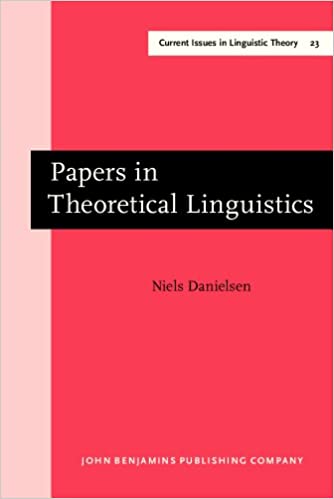 Current Issues in Linguistic Theory 23
Papers in
Theoretical Linguistics
Niels Danielsen
JOHN BENJAMINS PUBLISHING COMPANY